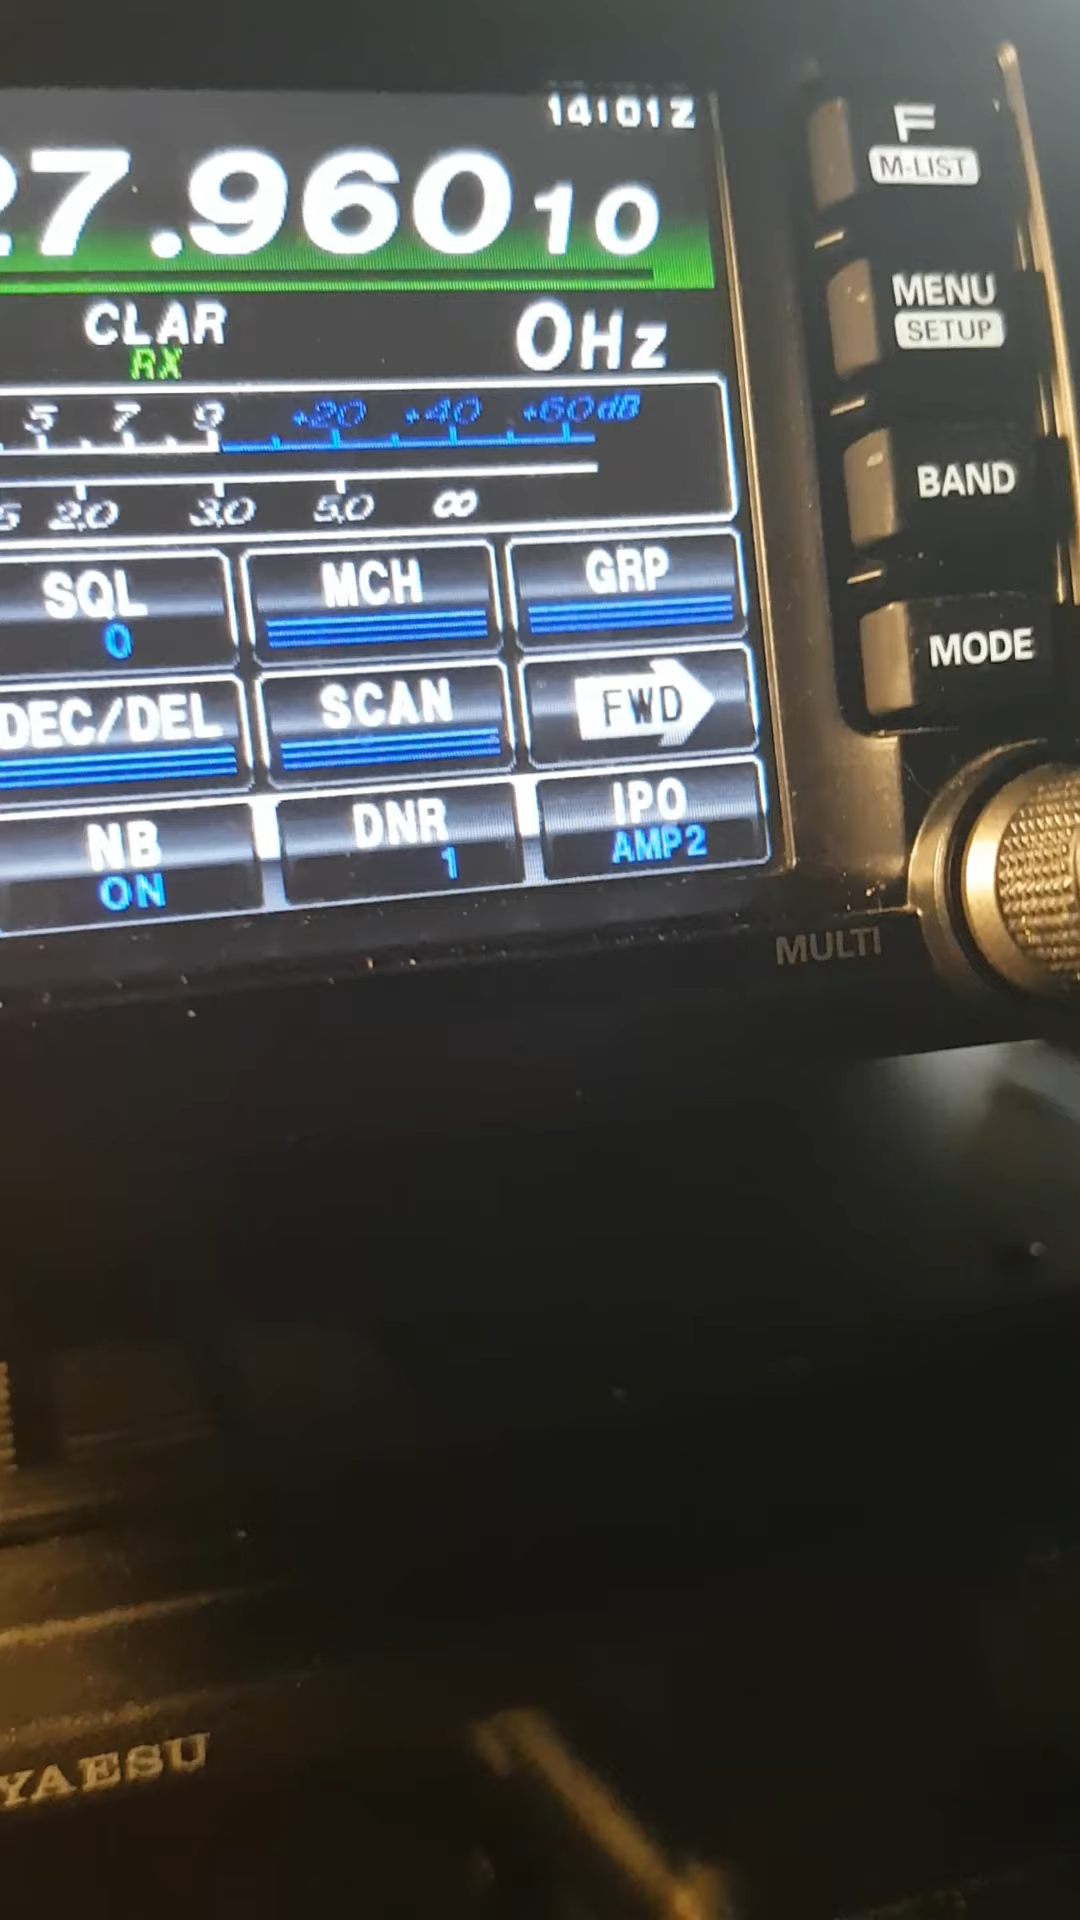 14:01Z
27.960 10
CLAR
RX
0Hz
5 7 9 +20 +40 +60dB
5 2.0 3.0 5.0 ∞
SQL
0
MCH
GRP
DEC/DEL
SCAN
FWD
NB
ON
DNR
1
IPO
AMP2
F
M-LIST
MENU
SETUP
BAND
MODE
MULTI
YAESU